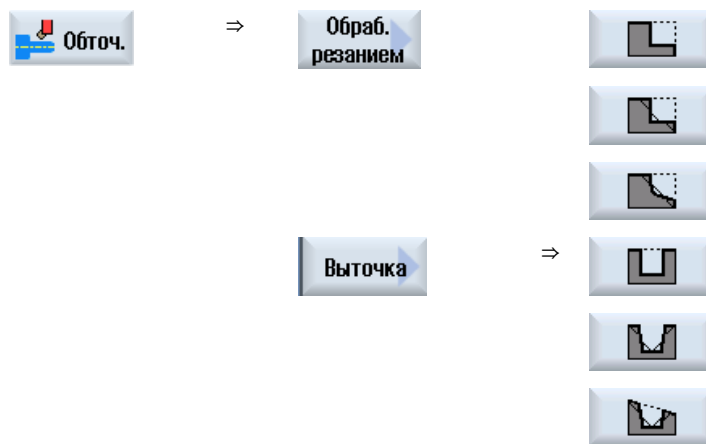 Обточ.
⇒
Обраб.
резанием
Выточка
⇒